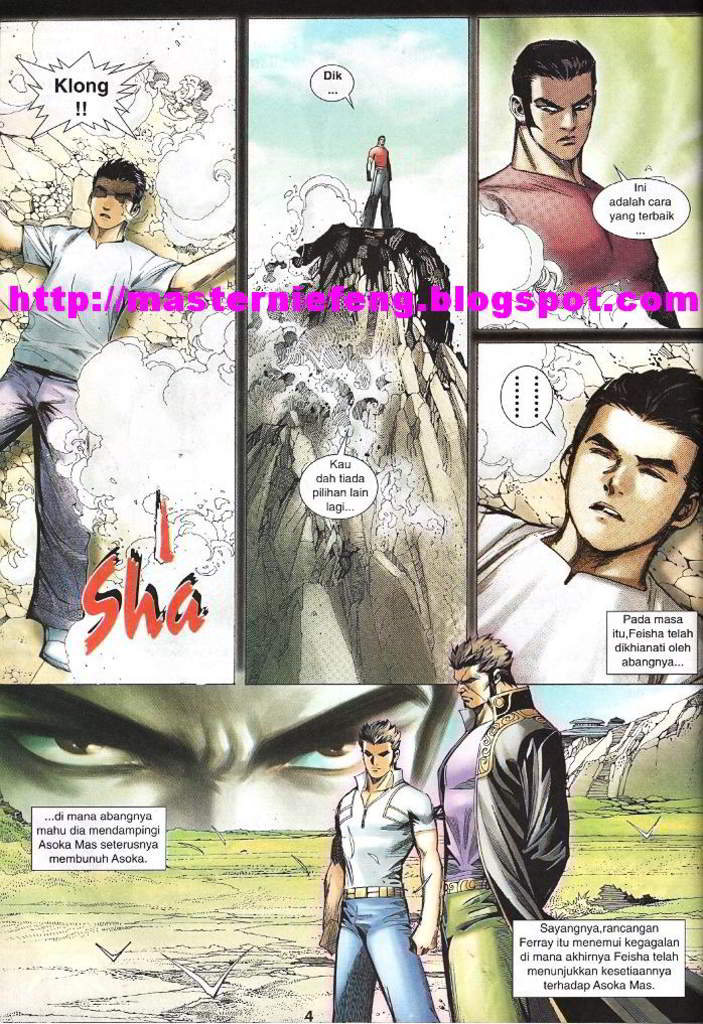 Klong
!!
Dik
...
Ini
adalah cara
yang terbaik
...
http://masterniefeng.blogspot.com
Kau
dah tiada
pilihan lain
lagi...
Sha
Pada masa
itu,Feisha telah
dikhianati oleh
abangnya...
...di mana abangnya
mahu dia mendampingi
Asoka Mas seterusnya
membunuh Asoka.
Sayangnya,rancangan
Ferray itu menemui kegagalan
di mana akhirnya Feisha telah
menunjukkan kesetiaannya
terhadap Asoka Mas.
4